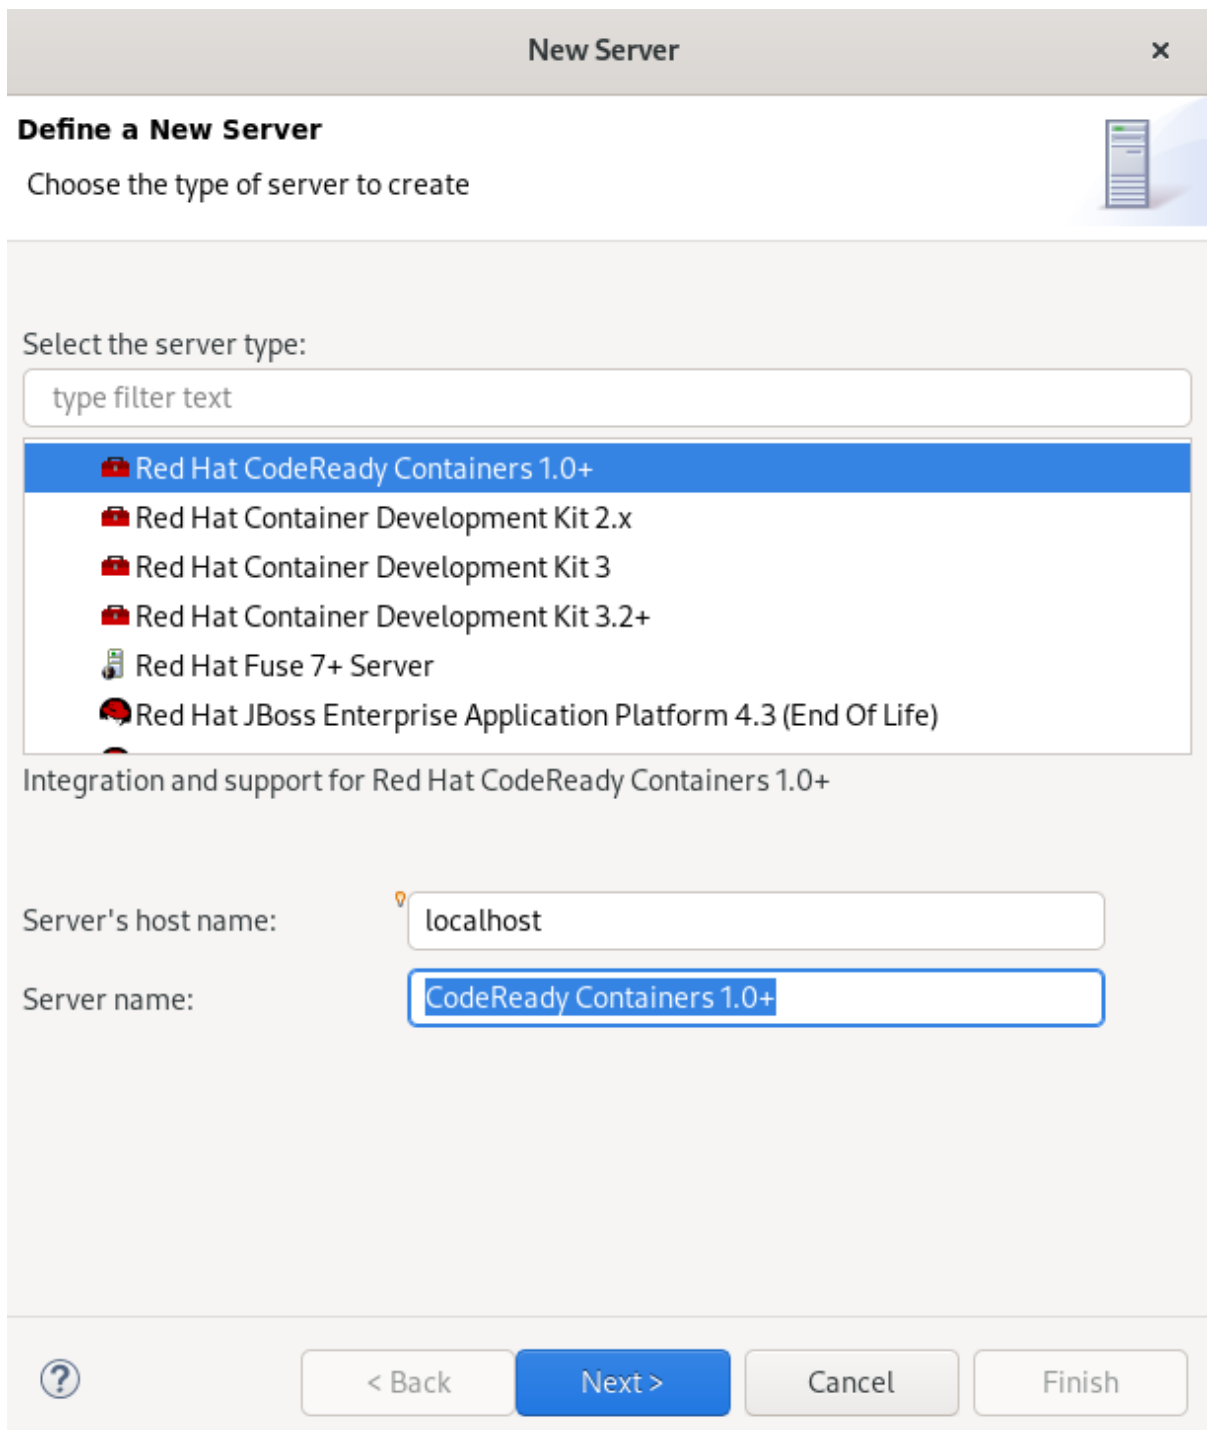 New Server
×
Define a New Server
Choose the type of server to create
Select the server type:
type filter text
Red Hat CodeReady Containers 1.0+
Red Hat Container Development Kit 2.x
Red Hat Container Development Kit 3
Red Hat Container Development Kit 3.2+
Red Hat Fuse 7+ Server
Red Hat JBoss Enterprise Application Platform 4.3 (End Of Life)
Integration and support for Red Hat CodeReady Containers 1.0+
Server's host name: localhost
Server name: CodeReady Containers 1.0+
? < Back Next > Cancel Finish